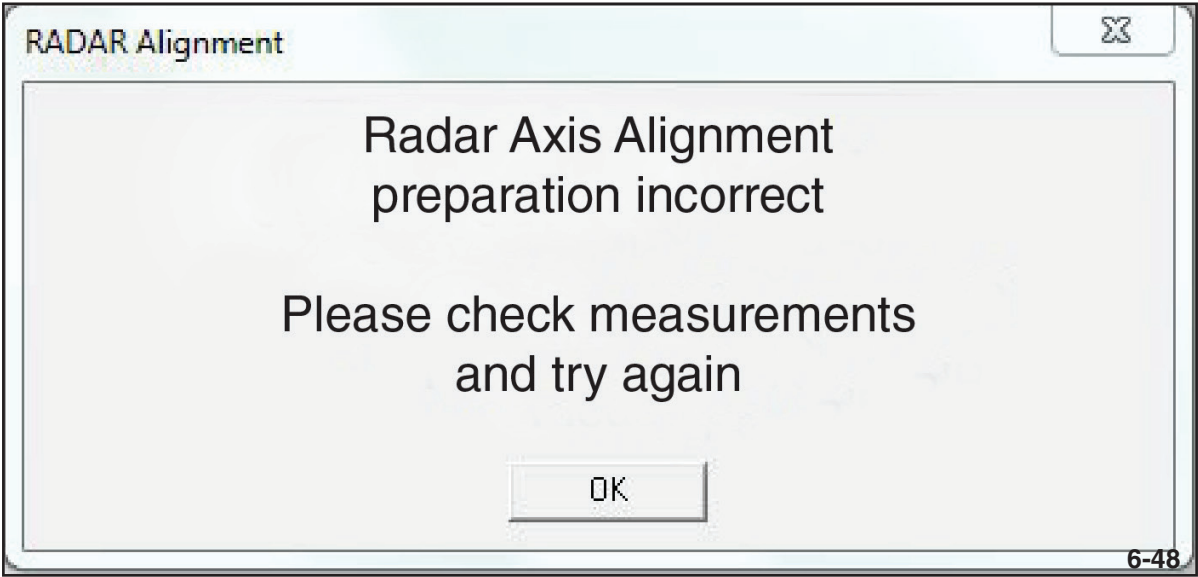 RADAR Alignment
Radar Axis Alignment
preparation incorrect
Please check measurements
and try again
OK
6-48